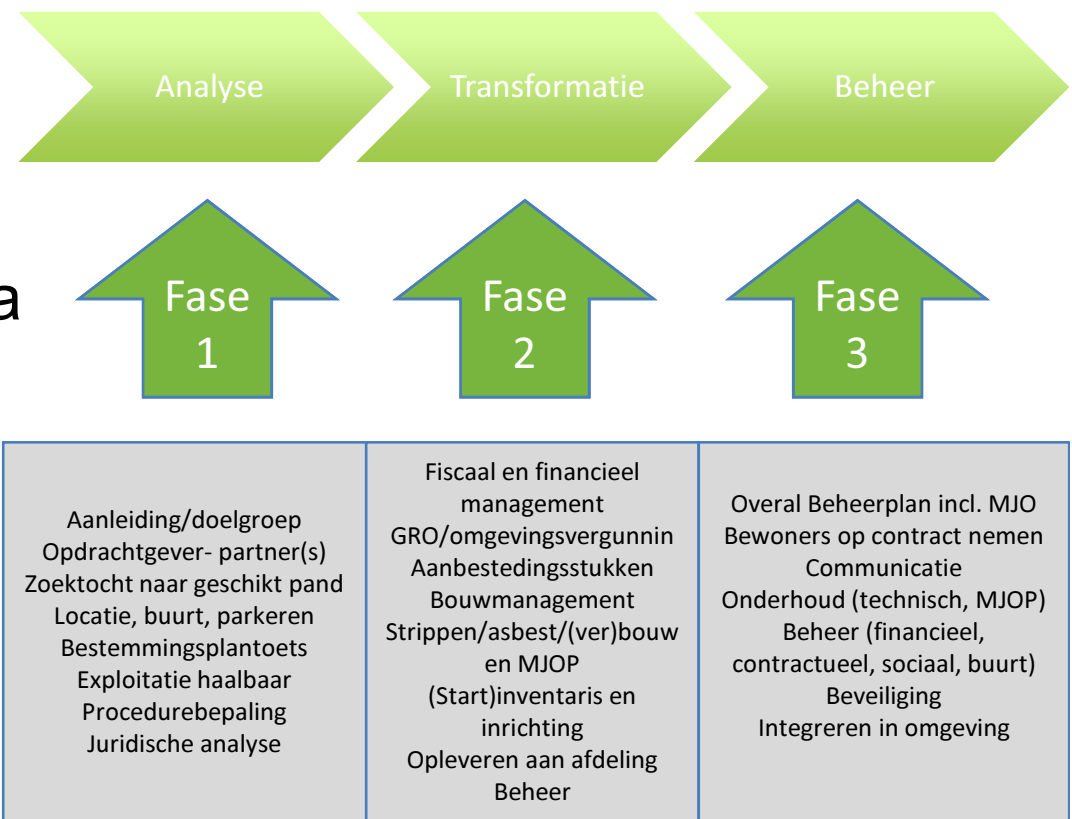 Analyse
Transformatie
Beheer
a
Fase
1
Fase
2
Fase
3
Aanleiding/doelgroep
Opdrachtgever- partner(s)
Zoektocht naar geschikt pand
Locatie, buurt, parkeren
Bestemmingsplantoets
Exploitatie haalbaar
Procedurebepaling
Juridische analyse
Fiscaal en financieel
management
GRO/omgevingsvergunnin
Aanbestedingsstukken
Bouwmanagement
Strippen/asbest/(ver)bouw
en MJOP
(Start)inventaris en
inrichting
Opleveren aan afdeling
Beheer
Overal Beheerplan incl. MJO
Bewoners op contract nemen
Communicatie
Onderhoud (technisch, MJOP)
Beheer (financieel,
contractueel, sociaal, buurt)
Beveiliging
Integreren in omgeving